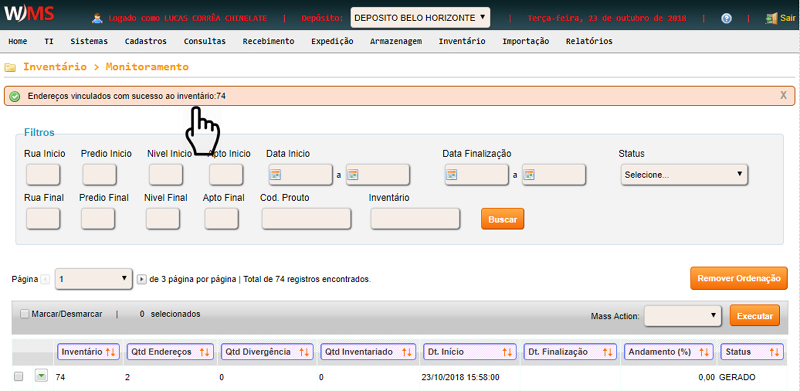 WMS Logado como LUCAS CORRÊA CHINELATE | Depósito: DEPOSITO BELO HORIZONTE | Terça-feira, 23 de outubro de 2018 | | Sair
Home TI Sistemas Cadastros Consultas Recebimento Expedição Armazenagem Inventário Importação Relatórios
Inventário > Monitoramento
Endereços vinculados com sucesso ao inventário:74 X
Filtros
Rua Inicio Predio Inicio Nivel Inicio Apto Inicio Data Inicio Data Finalização Status
a a Selecione...
Rua Final Predio Final Nivel Final Apto Final Cod. Prouto Inventário
Buscar
Página 1 de 3 página por página | Total de 74 registros encontrados. Remover Ordenação
Marcar/Desmarcar | 0 selecionados Mass Action: Executar
Inventário Qtd Endereços Qtd Divergência Qtd Inventariado Dt. Início Dt. Finalização Andamento (%) Status
74 2 0 0 23/10/2018 15:58:00 0,00 GERADO